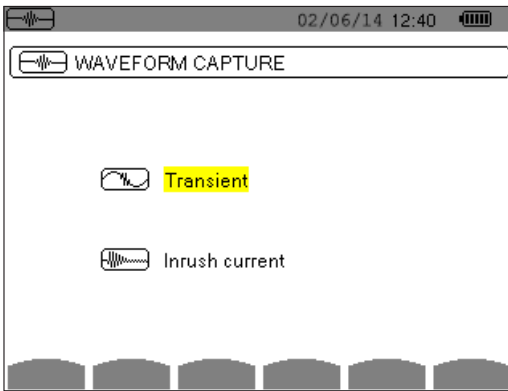 02/06/14 12:40
WAVEFORM CAPTURE
Transient
Inrush current